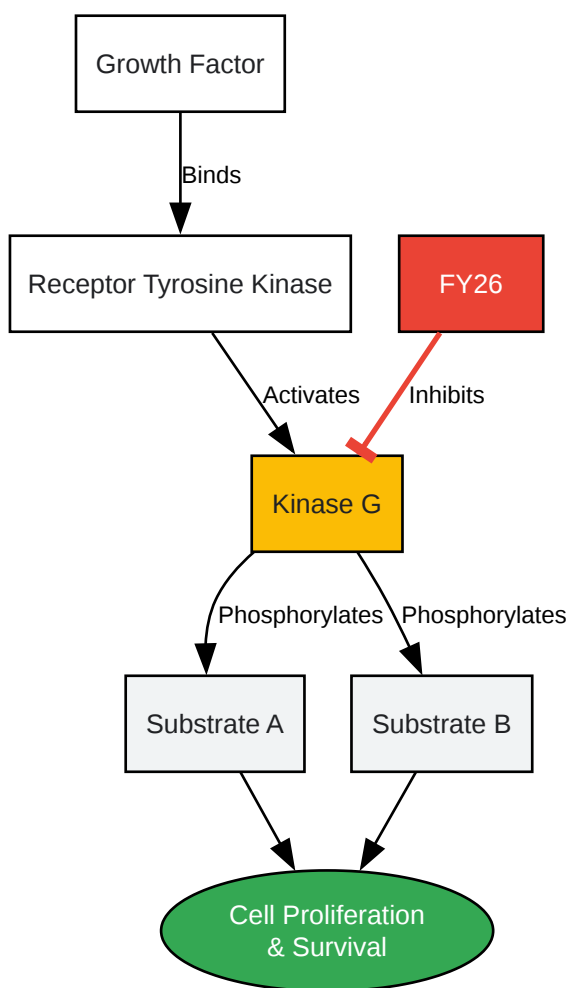 Growth Factor
Binds
Receptor Tyrosine Kinase
FY26
Activates
Inhibits
Kinase G
Phosphorylates
Phosphorylates
Substrate A
Substrate B
Cell Proliferation
& Survival